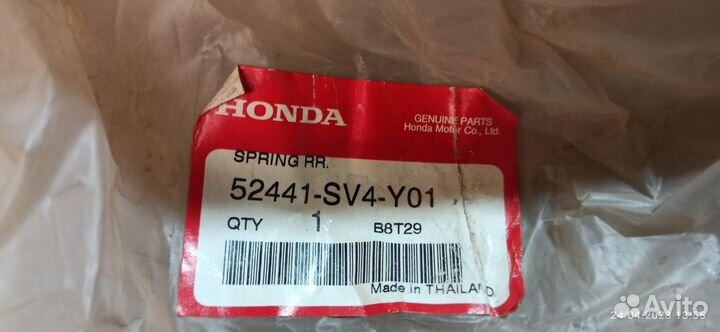 HONDA
GENUINE PARTS
Honda Motor Co., Ltd.
SPRING RR.
52441-SV4-Y01
QTY 1 B8T29
Made in THAILAND
Avito
24.04.2023 13:53